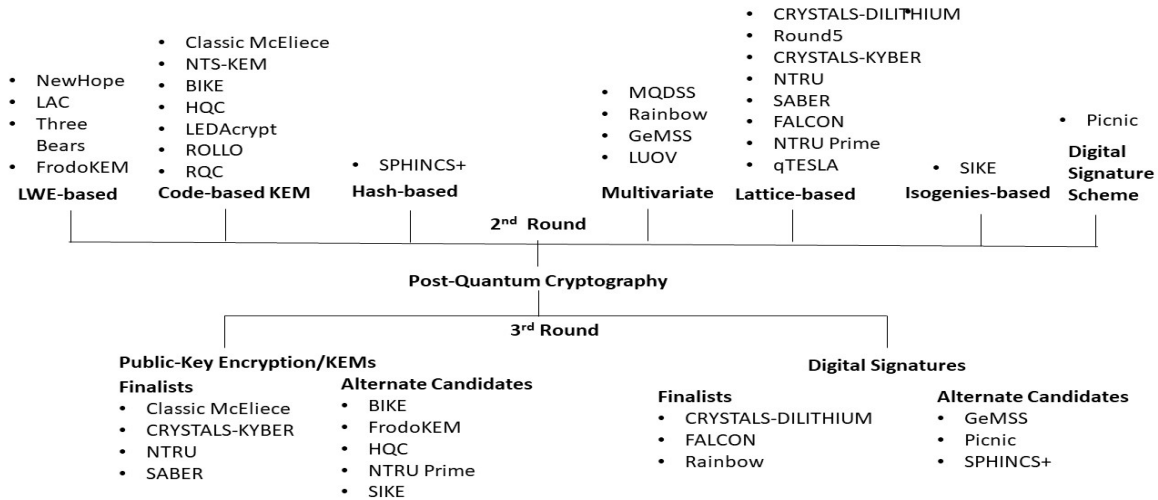 • NewHope
• LAC
• Three
Bears
• FrodoKEM
LWE-based
• Classic McEliece
• NTS-KEM
• BIKE
• HQC
• LEDAcrypt
• ROLLO
• RQC
Code-based KEM
• SPHINCS+
Hash-based
• MQDSS
• Rainbow
• GeMSS
• LUOV
Multivariate
• CRYSTALS-DILITHIUM
• Round5
• CRYSTALS-KYBER
• NTRU
• SABER
• FALCON
• NTRU Prime
• qTESLA
Lattice-based
• SIKE
Isogenies-based
• Picnic
Digital
Signature
Scheme
2nd Round
Post-Quantum Cryptography
3rd Round
Public-Key Encryption/KEMs
Finalists
• Classic McEliece
• CRYSTALS-KYBER
• NTRU
• SABER
Alternate Candidates
• BIKE
• FrodoKEM
• HQC
• NTRU Prime
• SIKE
Digital Signatures
Finalists
• CRYSTALS-DILITHIUM
• FALCON
• Rainbow
Alternate Candidates
• GeMSS
• Picnic
• SPHINCS+